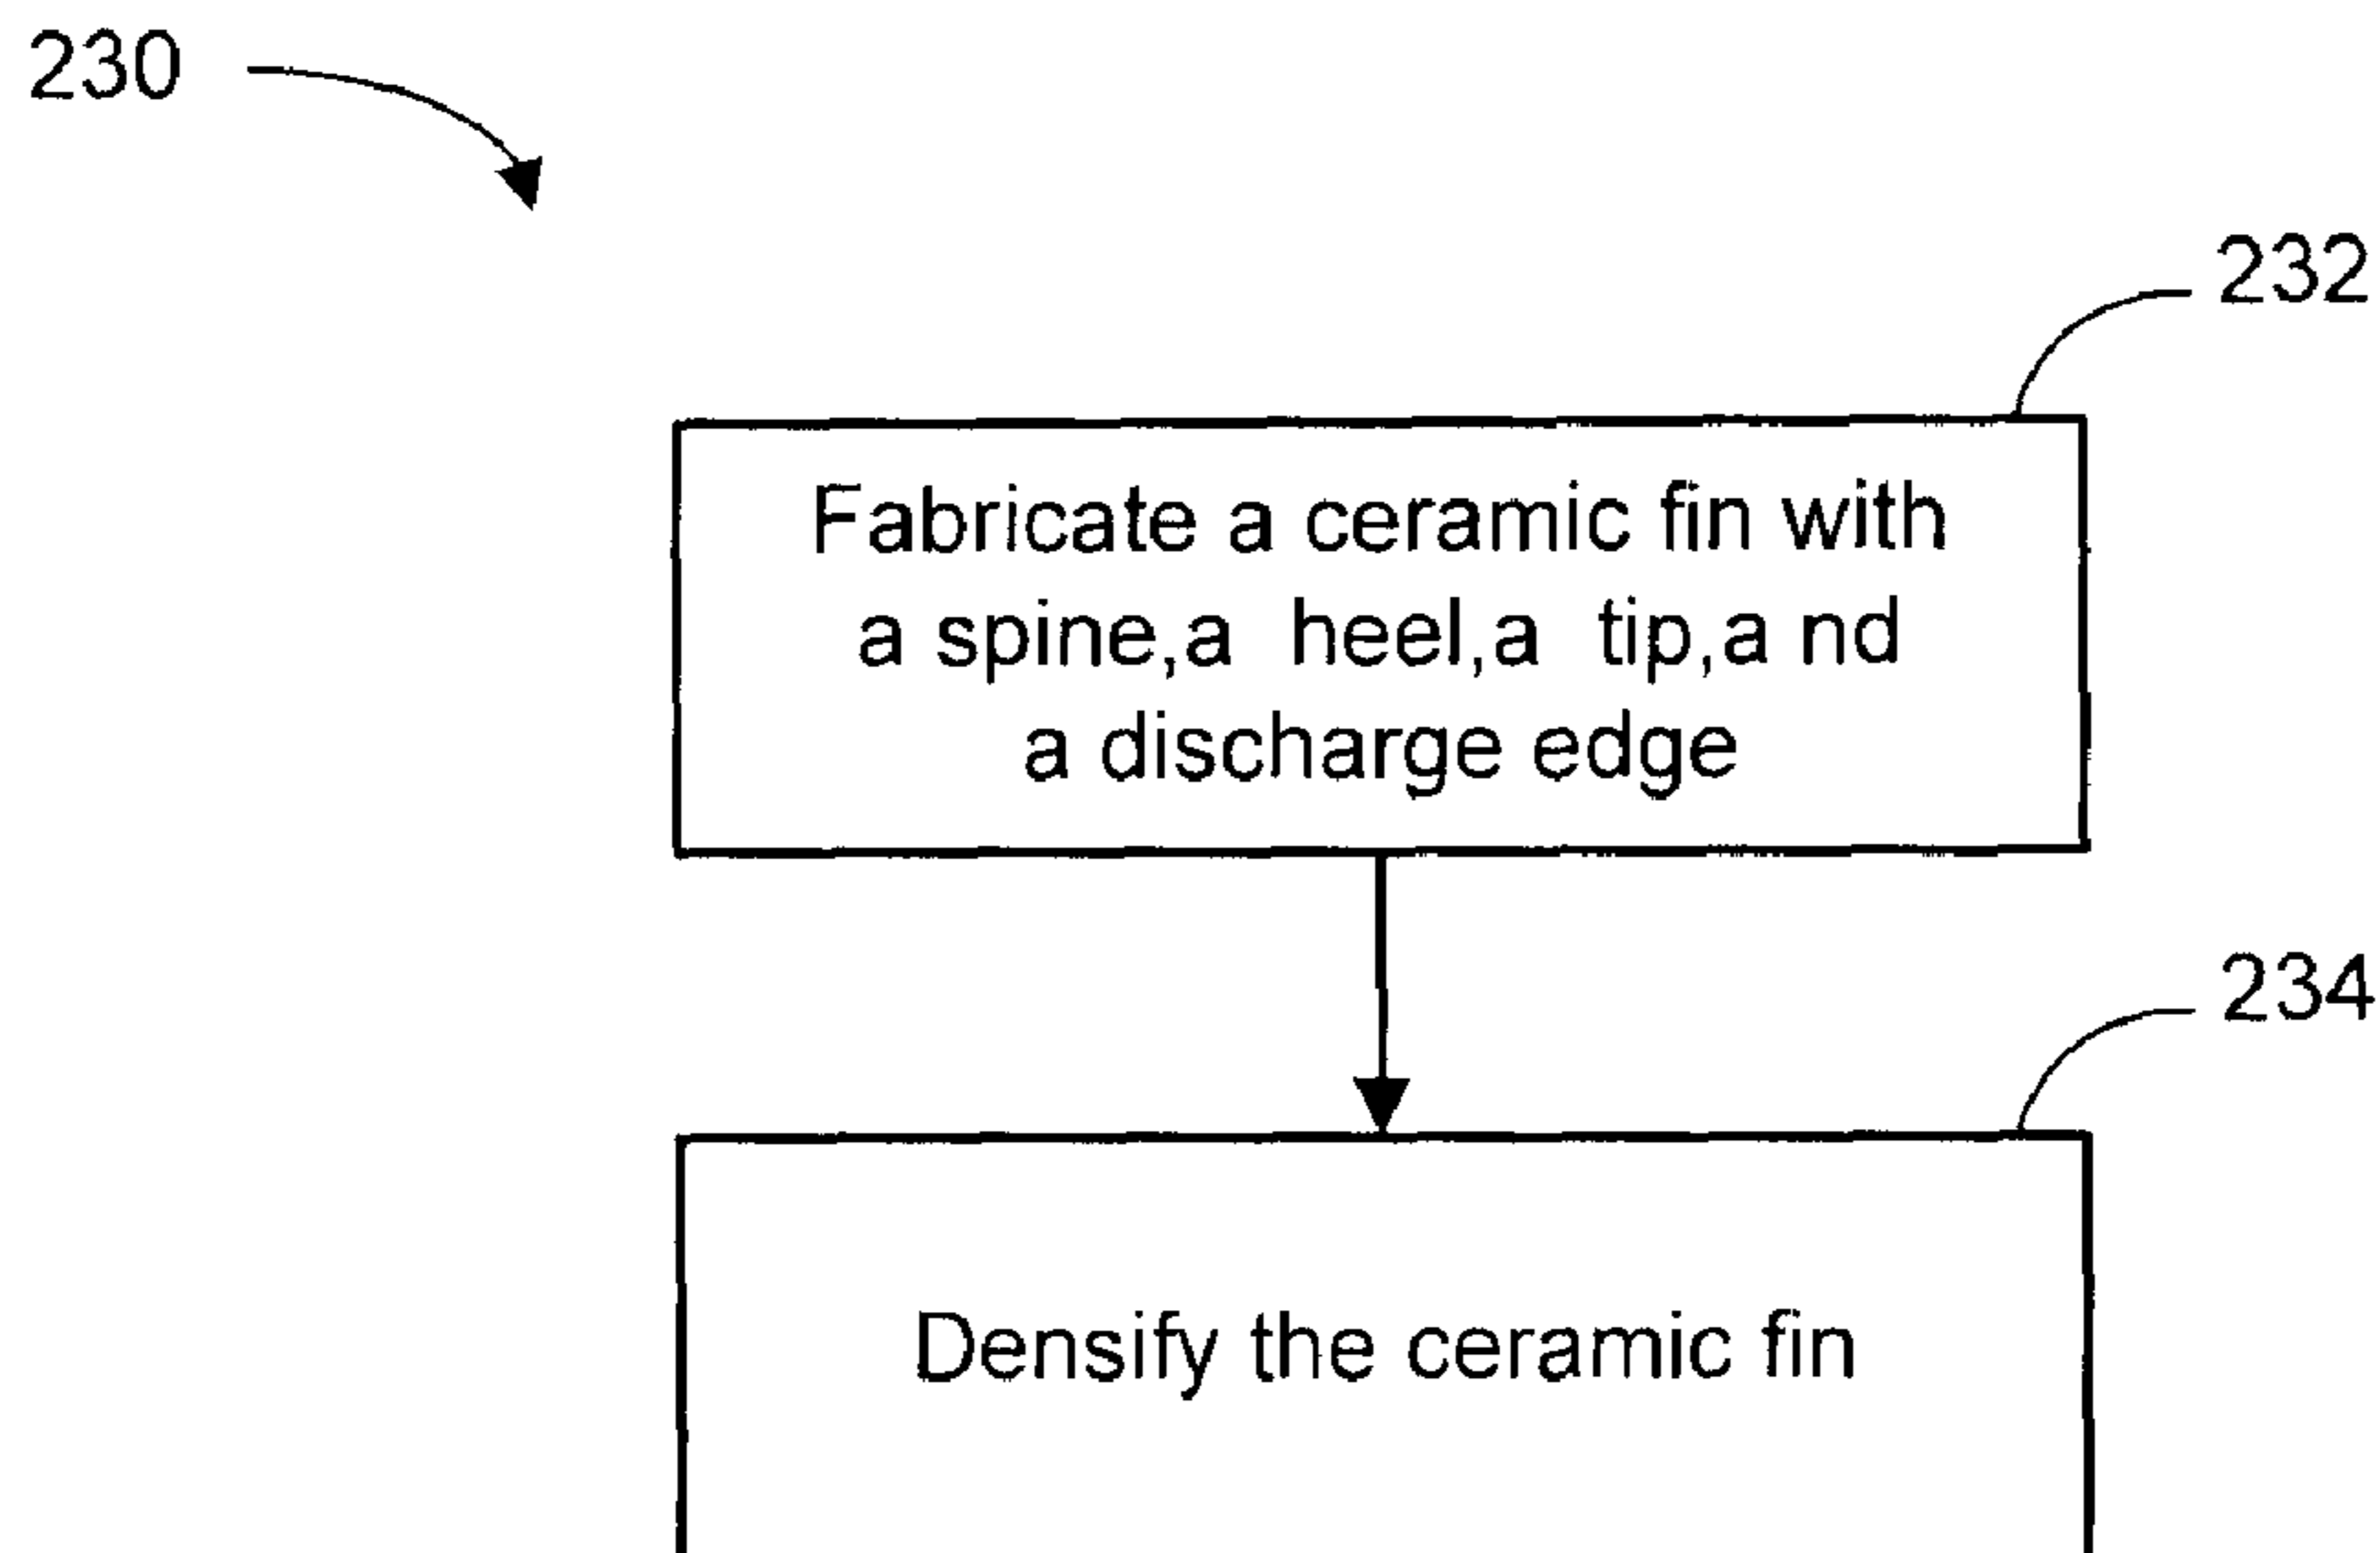 230
232
Fabricate a ceramic fin with
a spine,a heel,a tip,a nd
a discharge edge
234
Densify the ceramic fin